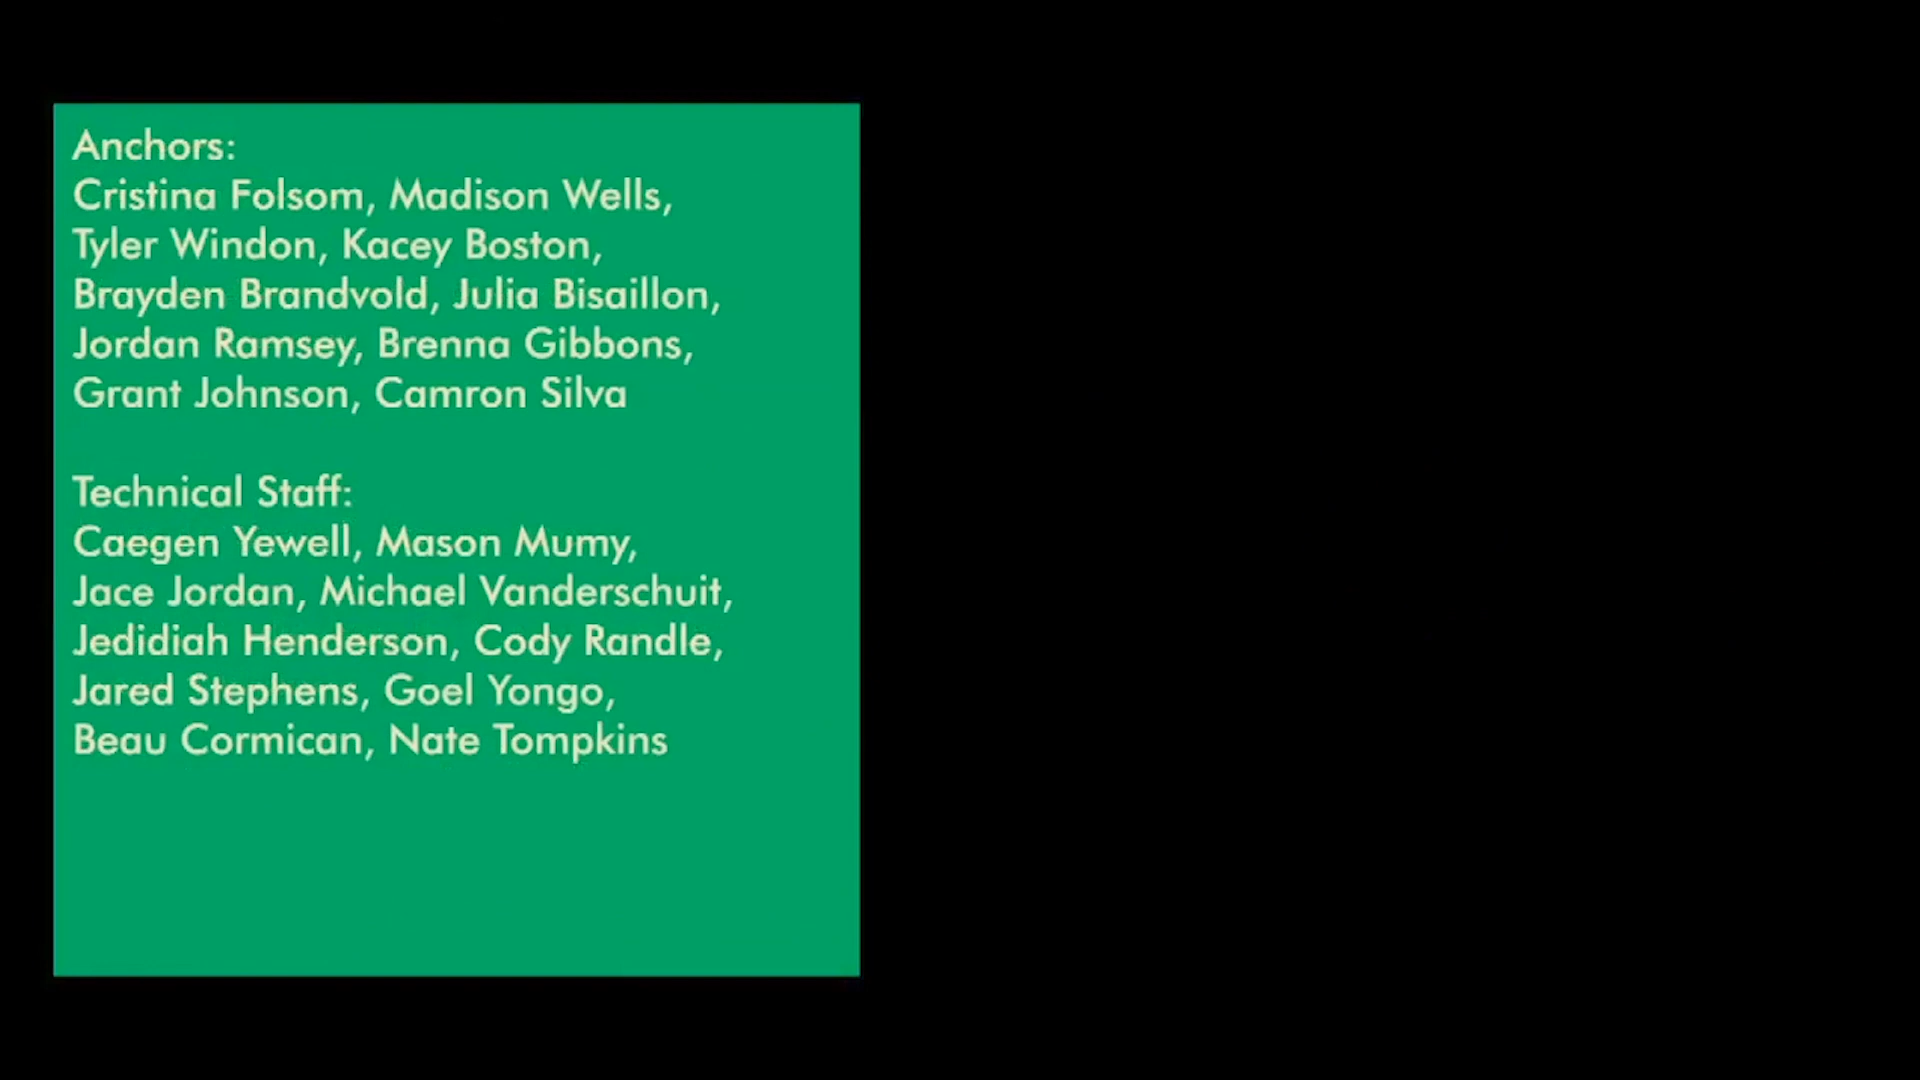 Anchors:
Cristina Folsom, Madison Wells,
Tyler Windon, Kacey Boston,
Brayden Brandvold, Julia Bisaillon,
Jordan Ramsey, Brenna Gibbons,
Grant Johnson, Camron Silva
Technical Staff:
Caegen Yewell, Mason Mumy,
Jace Jordan, Michael Vanderschuit,
Jedidiah Henderson, Cody Randle,
Jared Stephens, Goel Yongo,
Beau Cormican, Nate Tompkins